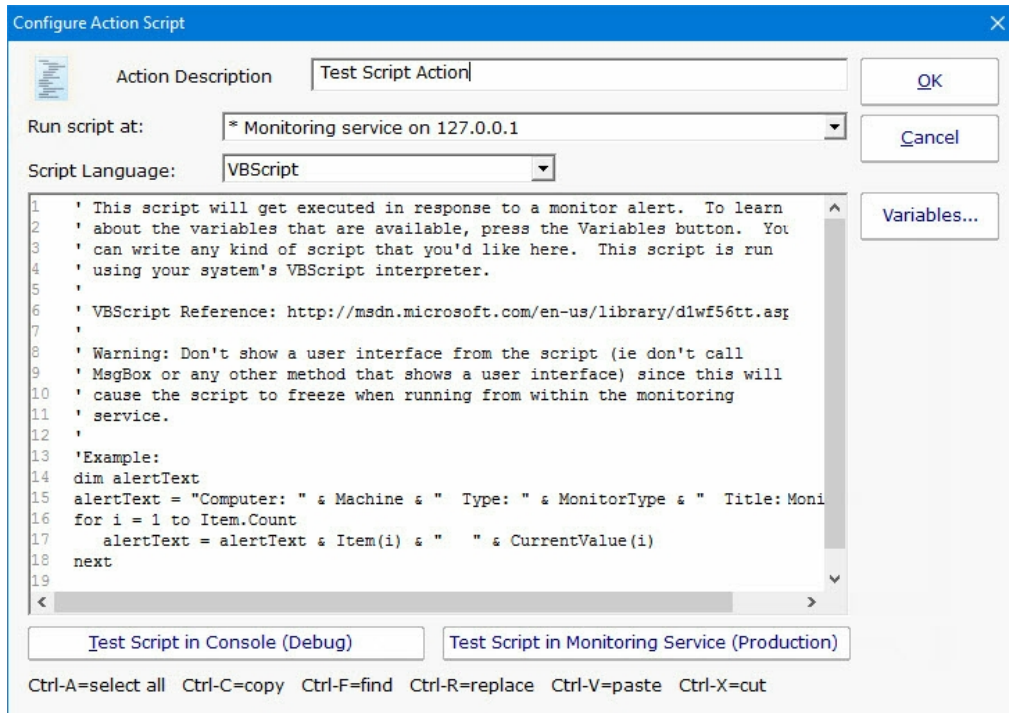 Configure Action Script
Action Description
Test Script Action
OK
Run script at:
* Monitoring service on 127.0.0.1
Cancel
Script Language:
VBScript
Variables...
1 ' This script will get executed in response to a monitor alert. To learn
2 ' about the variables that are available, press the Variables button. You
3 ' can write any kind of script that you'd like here. This script is run
4 ' using your system's VBScript interpreter.
5 '
6 ' VBScript Reference: http://msdn.microsoft.com/en-us/library/d1wf56tt.asp
7 '
8 ' Warning: Don't show a user interface from the script (ie don't call
9 ' MsgBox or any other method that shows a user interface) since this will
10 ' cause the script to freeze when running from within the monitoring
11 ' service.
12 '
13 'Example:
14 dim alertText
15 alertText = "Computer: " & Machine & "  Type: " & MonitorType & "  Title: Moni
16 for i = 1 to Item.Count
17    alertText = alertText & Item(i) & "   " & CurrentValue(i)
18 next
19
Test Script in Console (Debug)
Test Script in Monitoring Service (Production)
Ctrl-A=select all Ctrl-C=copy Ctrl-F=find Ctrl-R=replace Ctrl-V=paste Ctrl-X=cut